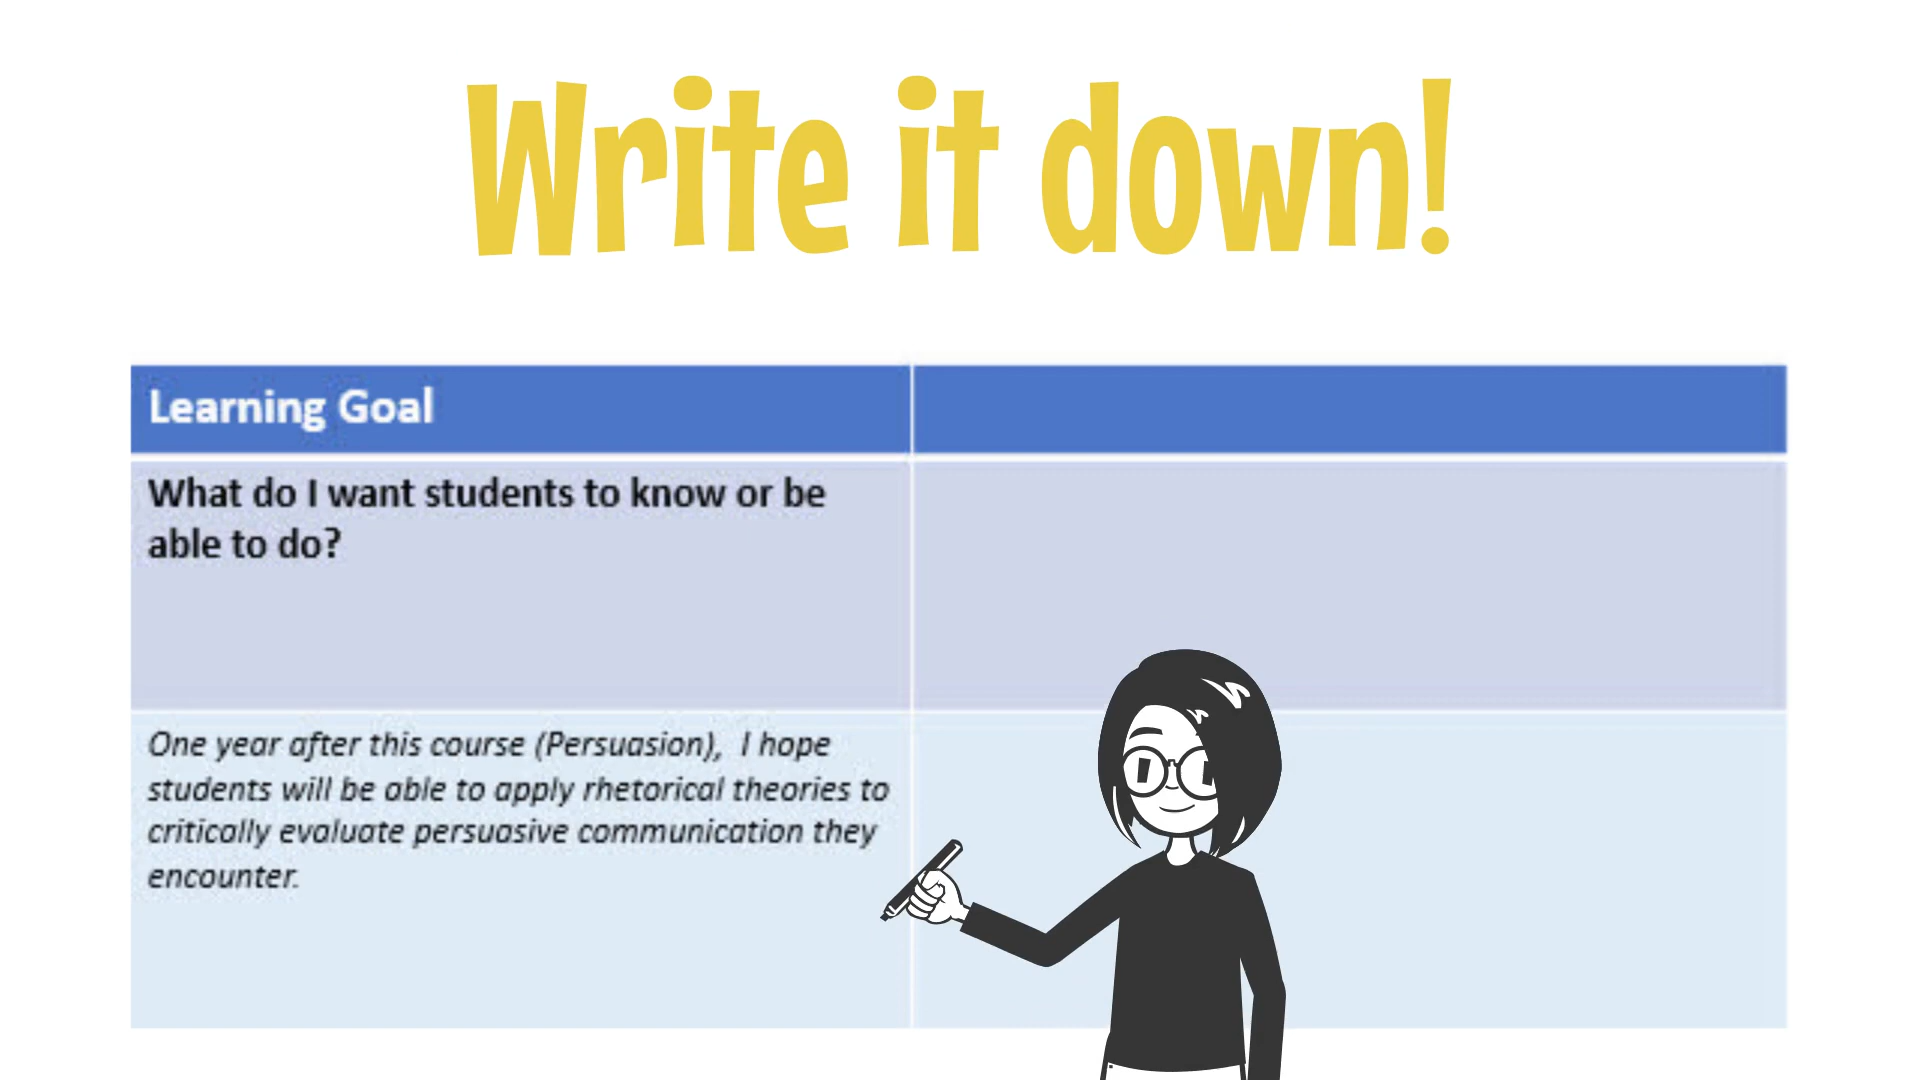 Write it down!
Learning Goal
What do I want students to know or be
able to do?
One year after this course (Persuasion), I hope
students will be able to apply rhetorical theories to
critically evaluate persuasive communication they
encounter.